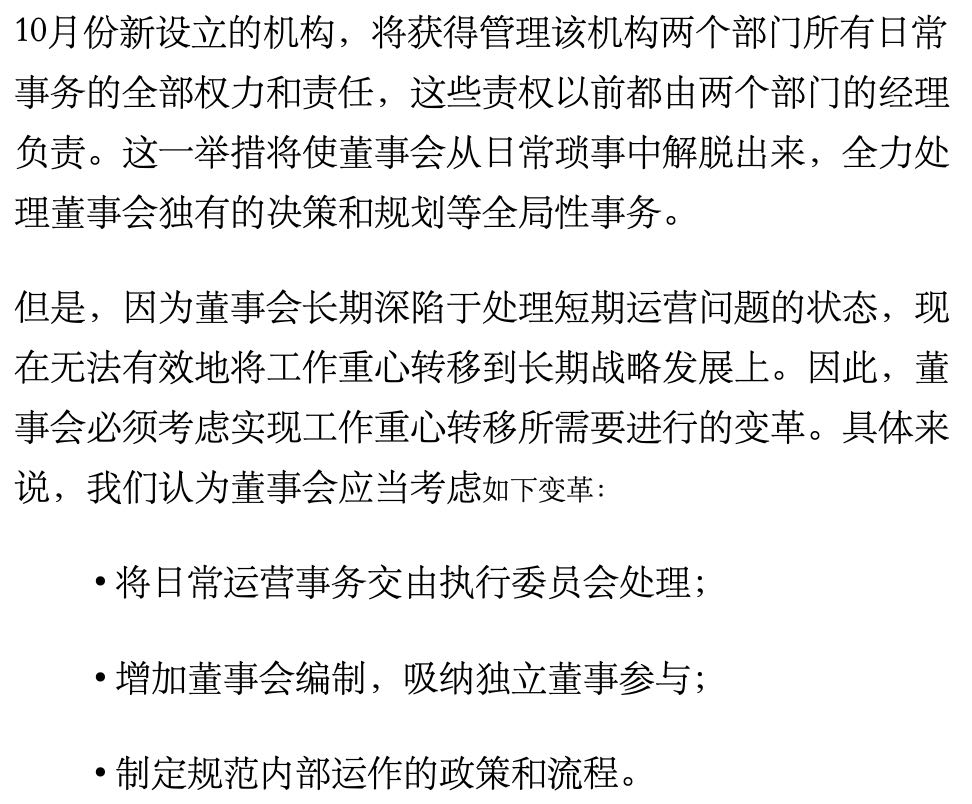 10月份新设立的机构，将获得管理该机构两个部门所有日常
事务的全部权力和责任，这些责权以前都由两个部门的经理
负责。这一举措将使董事会从日常琐事中解脱出来，全力处
理董事会独有的决策和规划等全局性事务。
但是，因为董事会长期深陷于处理短期运营问题的状态，现
在无法有效地将工作重心转移到长期战略发展上。因此，董
事会必须考虑实现工作重心转移所需要进行的变革。具体来
说，我们认为董事会应当考虑如下变革：
• 将日常运营事务交由执行委员会处理；
• 增加董事会编制，吸纳独立董事参与；
• 制定规范内部运作的政策和流程。